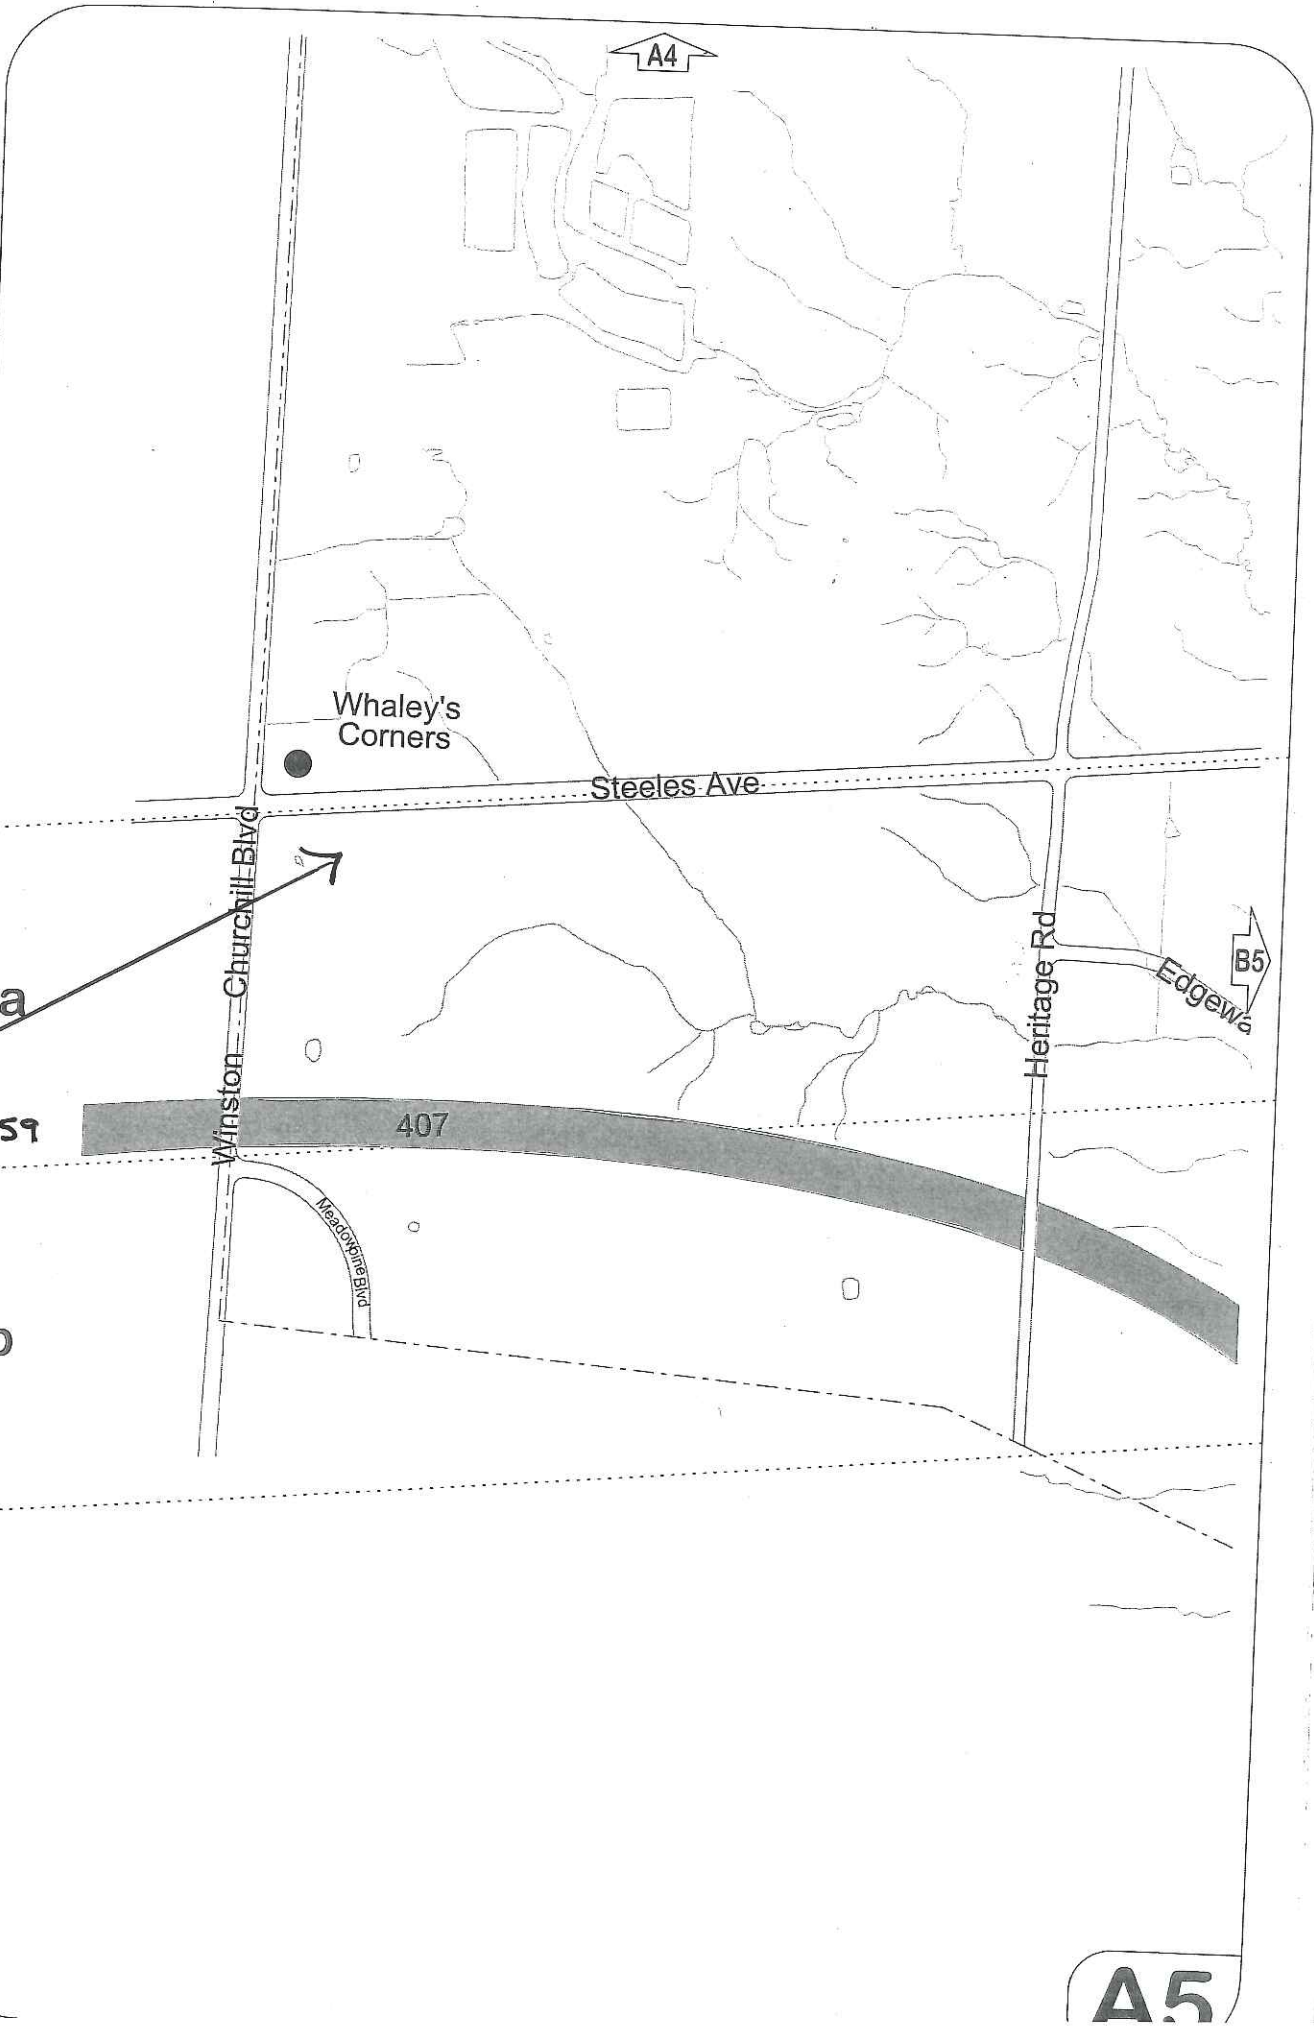 A4
Whaley's
Corners
Steeles Ave
Winston Churchill Blvd
a
Heritage Rd
B5
Edgewa
59
407
Meadowpine Blvd
A5